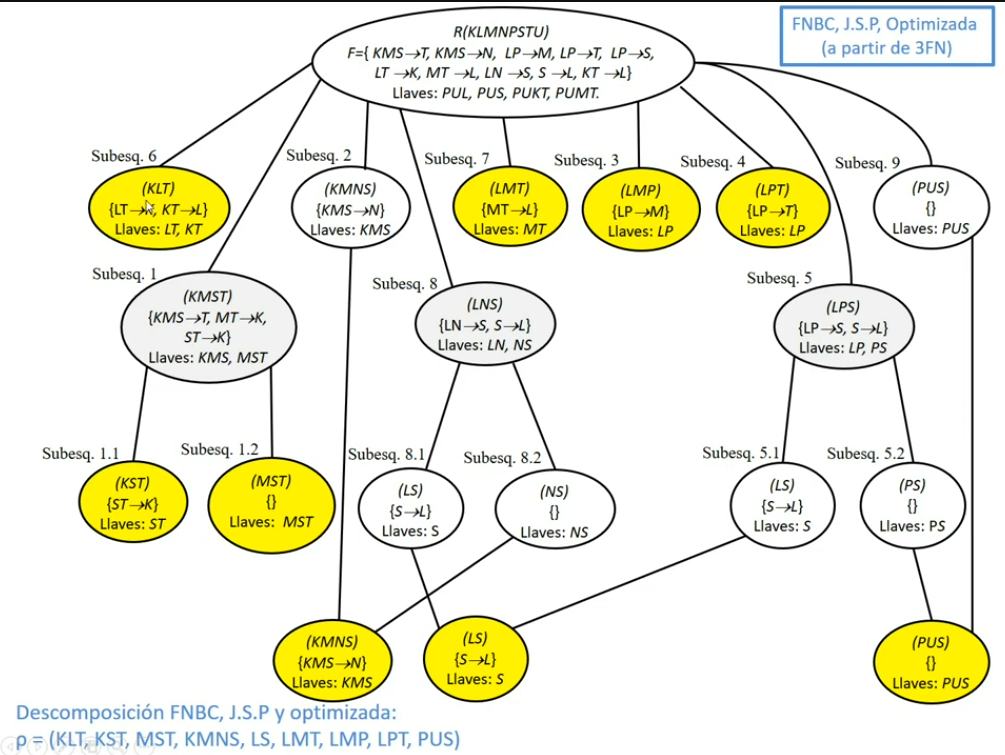 FNBC, J.S.P, Optimizada
(a partir de 3FN)
R(KLMNPSTU)
F={ KMS→T, KMS→N, LP→M, LP→T, LP→S,
LT →K, MT →L, LN →S, S →L, KT →L}
Llaves: PUL, PUS, PUKT, PUMT.
Subesq. 6
(KLT)
{LT→K, KT→L}
Llaves: LT, KT
Subesq. 2
(KMNS)
{KMS→N}
Llaves: KMS
Subesq. 7
(LMT)
{MT→L}
Llaves: MT
Subesq. 3
(LMP)
{LP→M}
Llaves: LP
Subesq. 4
(LPT)
{LP→T}
Llaves: LP
Subesq. 9
(PUS)
{}
Llaves: PUS
Subesq. 1
(KMST)
{KMS→T, MT→K,
ST→K}
Llaves: KMS, MST
Subesq. 8
(LNS)
{LN→S, S→L}
Llaves: LN, NS
Subesq. 5
(LPS)
{LP→S, S→L}
Llaves: LP, PS
Subesq. 1.1
(KST)
{ST→K}
Llaves: ST
Subesq. 1.2
(MST)
{}
Llaves: MST
Subesq. 8.1
(LS)
{S→L}
Llaves: S
Subesq. 8.2
(NS)
{}
Llaves: NS
Subesq. 5.1
(LS)
{S→L}
Llaves: S
Subesq. 5.2
(PS)
{}
Llaves: PS
(KMNS)
{KMS→N}
Llaves: KMS
(LS)
{S→L}
Llaves: S
(PUS)
{}
Llaves: PUS
Descomposición FNBC, J.S.P y optimizada:
ρ = (KLT, KST, MST, KMNS, LS, LMT, LMP, LPT, PUS)